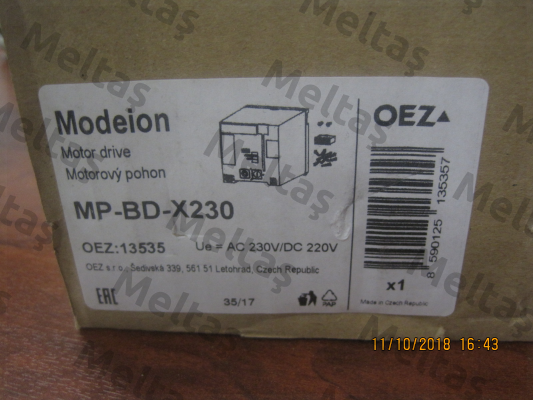 Modeion
OEZ
Motor drive
Motorový pohon
MP-BD-X230
OEZ:13535 Ue = AC 230V/DC 220V
OEZ s.r.o., Šedivská 339, 561 51 Letohrad, Czech Republic
EAC
35/17
PAP
8 590125 135357
x1
Made in Czech Republic
11/10/2018 16:43
Meltaş